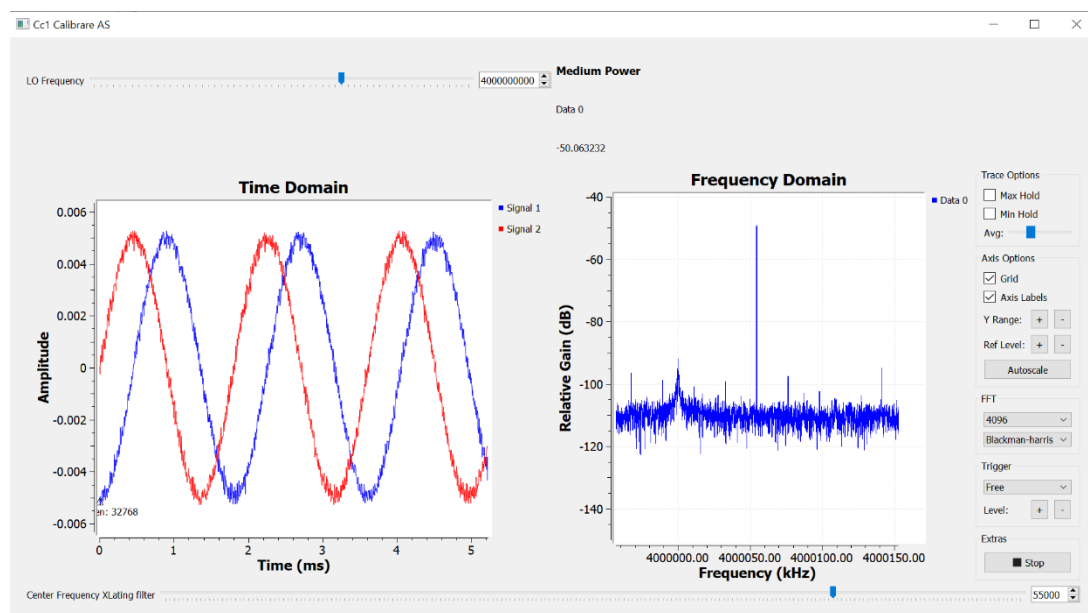 Cc1 Calibrare AS
LO Frequency
4000000000
Medium Power
Data 0
-50.063232
Time Domain
Signal 1
Signal 2
Amplitude
0.006
0.004
0.002
0
-0.002
-0.004
-0.006
en: 32768
0 1 2 3 4 5
Time (ms)
Frequency Domain
Data 0
Relative Gain (dB)
-40
-60
-80
-100
-120
-140
4000000.00 4000050.00 4000100.00 4000150.00
Frequency (kHz)
Trace Options
Max Hold
Min Hold
Avg:
Axis Options
Grid
Axis Labels
Y Range: + -
Ref Level: + -
Autoscale
FFT
4096
Blackman-harris
Trigger
Free
Level: + -
Extras
Stop
Center Frequency XLating filter
55000